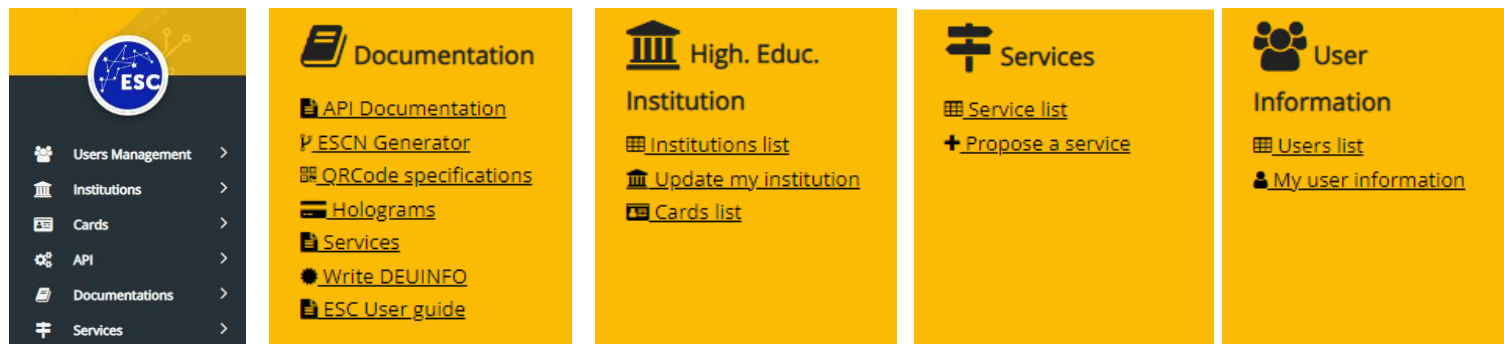 ESC
Users Management
Institutions
Cards
API
Documentations
Services
Documentation
API Documentation
ESCN Generator
QRCode specifications
Holograms
Services
Write DEUINFO
ESC User guide
High. Educ.
Institution
Institutions list
Update my institution
Cards list
Services
Service list
Propose a service
User
Information
Users list
My user information